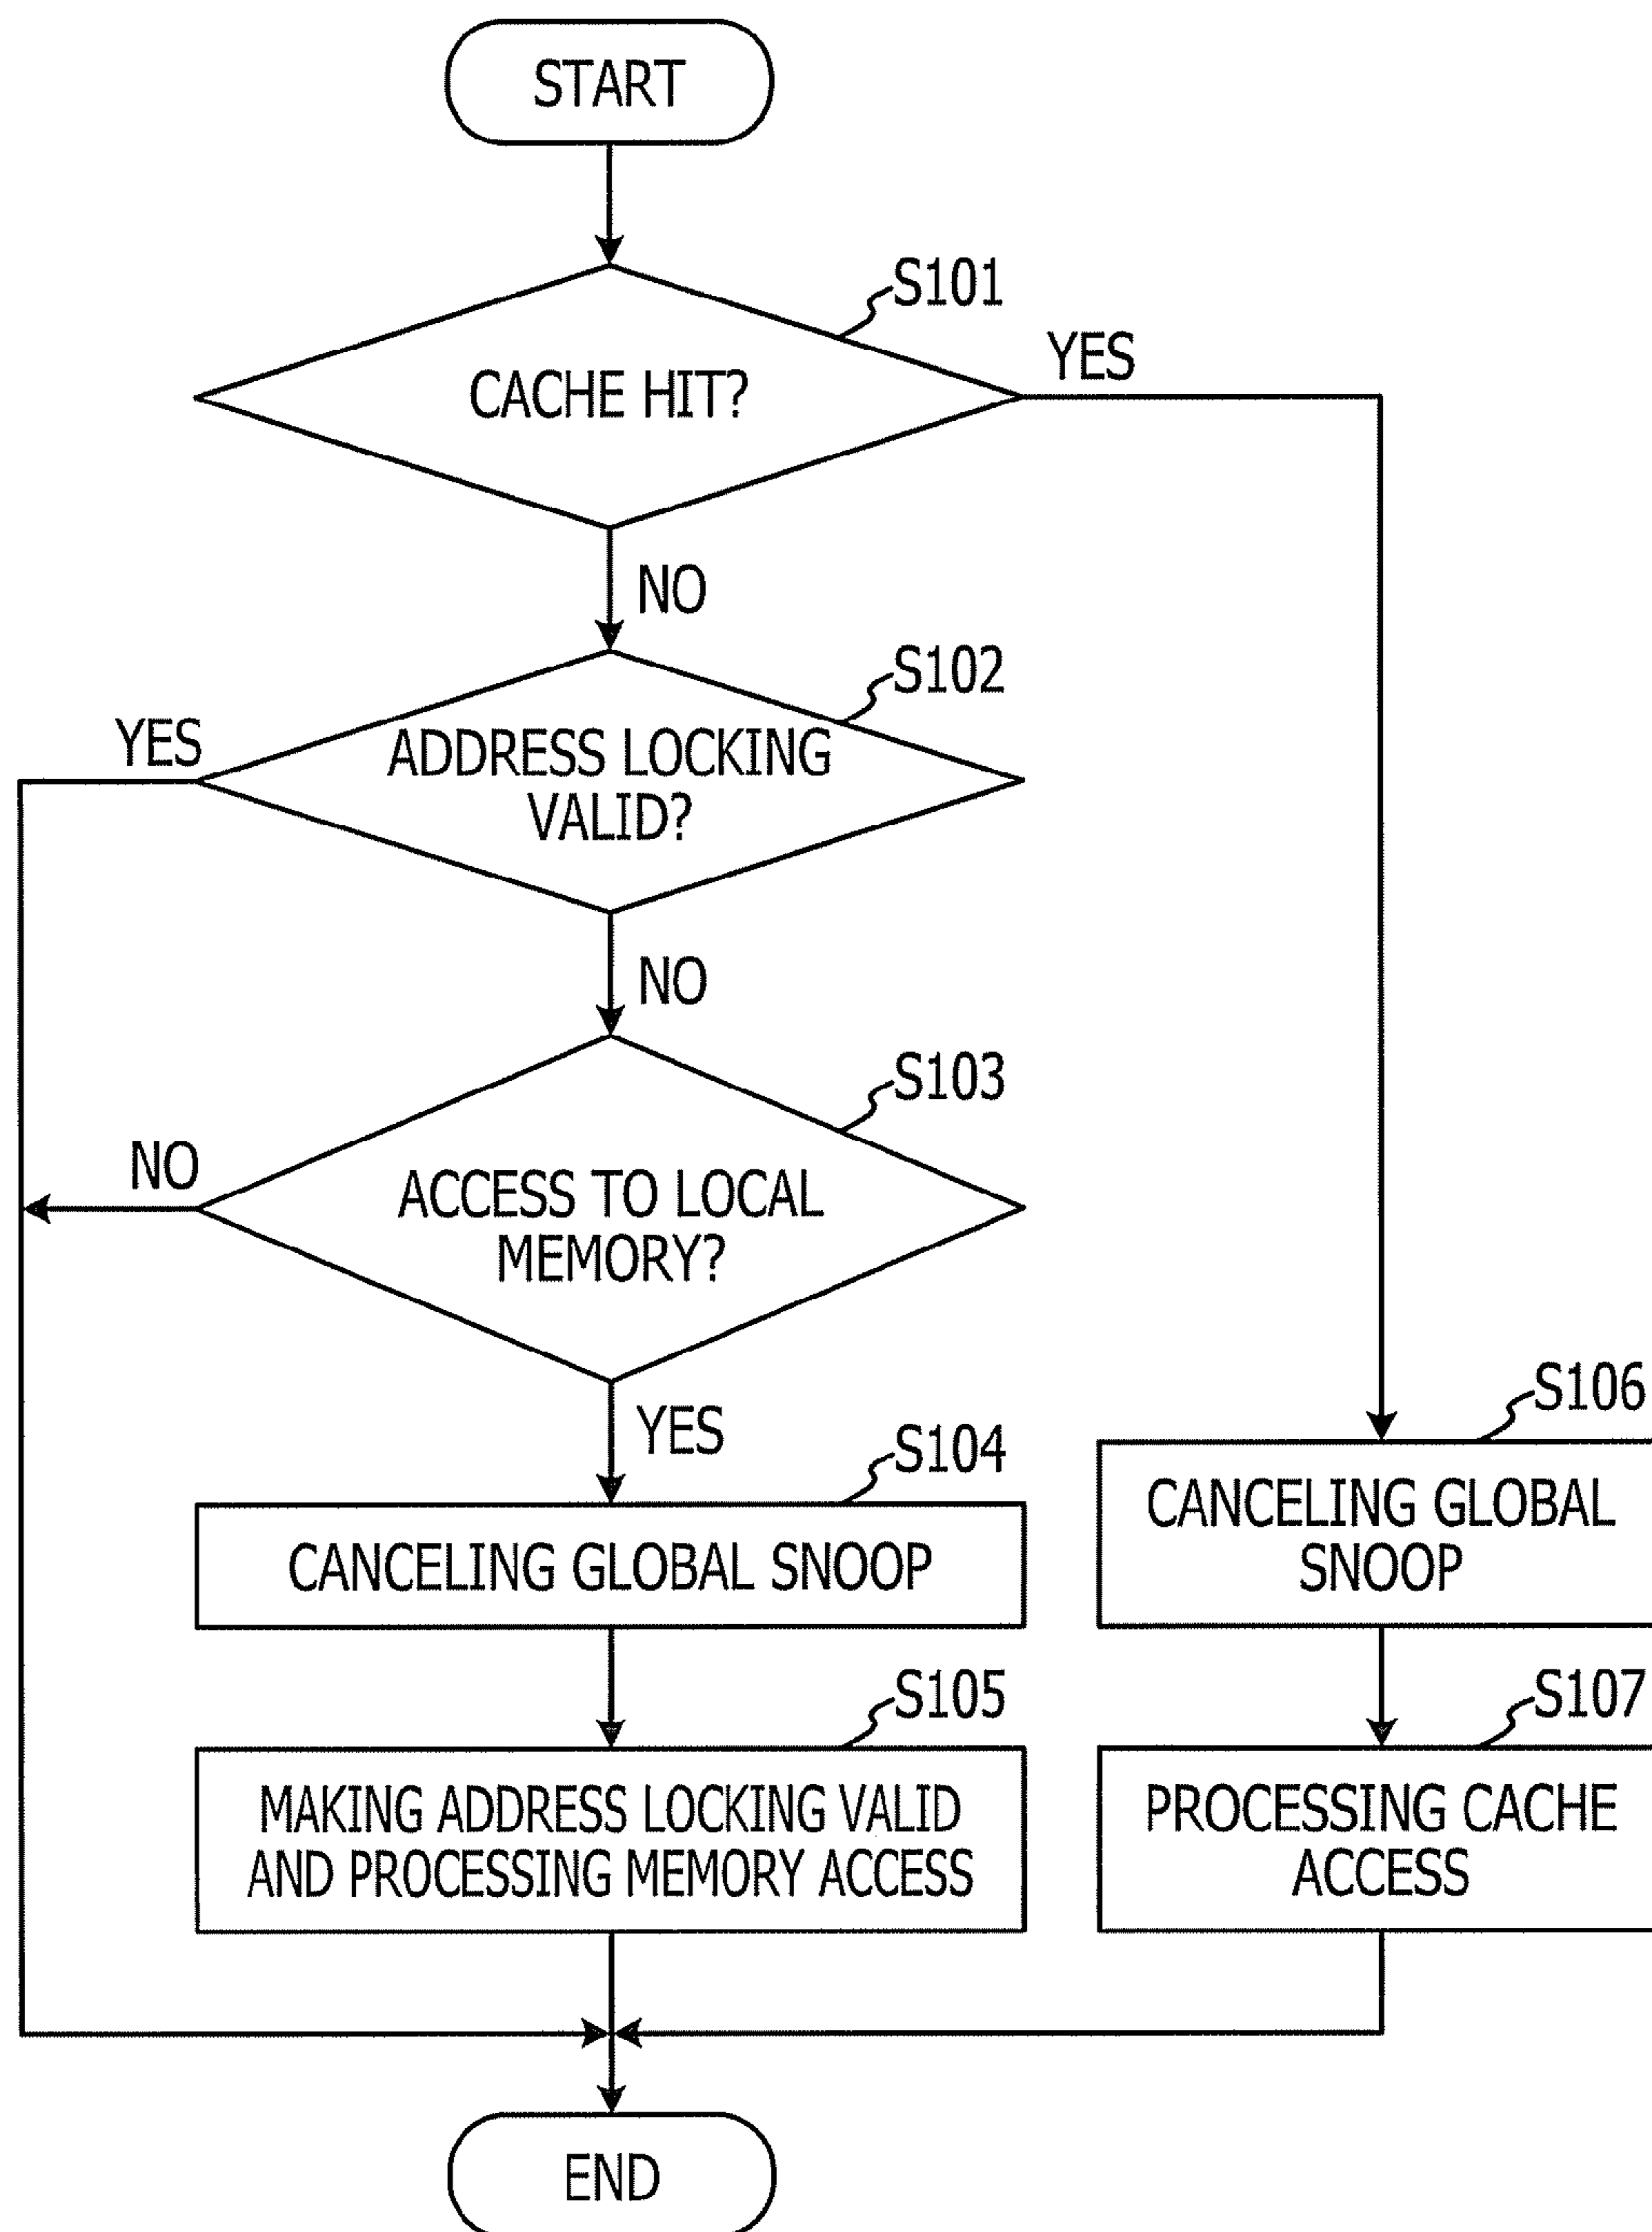 START
S101
CACHE HIT?
YES
NO
S102
YES
ADDRESS LOCKING
VALID?
NO
S103
NO
ACCESS TO LOCAL
MEMORY?
YES
S104
CANCELING GLOBAL SNOOP
S105
MAKING ADDRESS LOCKING VALID
AND PROCESSING MEMORY ACCESS
S106
CANCELING GLOBAL
SNOOP
S107
PROCESSING CACHE
ACCESS
END